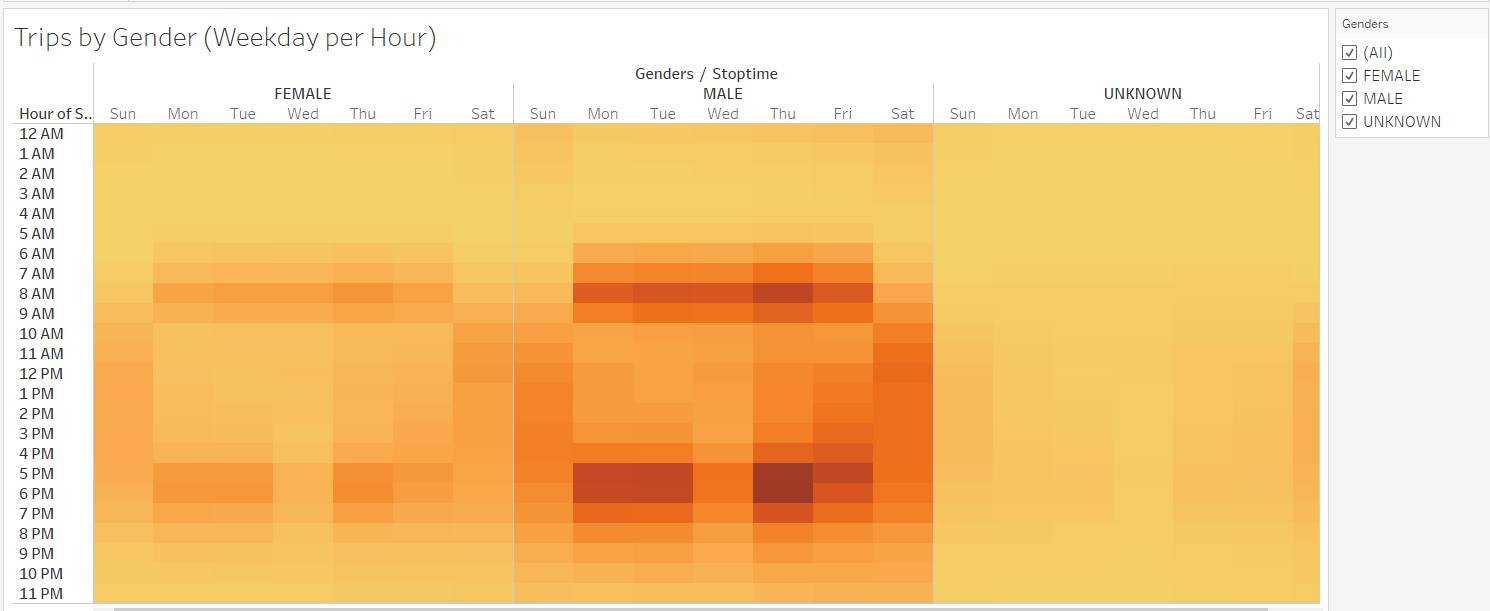 Trips by Gender (Weekday per Hour)
Genders
(All)
FEMALE
MALE
UNKNOWN
Genders / Stoptime
FEMALE MALE UNKNOWN
Hour of S.. Sun Mon Tue Wed Thu Fri Sat Sun Mon Tue Wed Thu Fri Sat Sun Mon Tue Wed Thu Fri Sat
12 AM
1 AM
2 AM
3 AM
4 AM
5 AM
6 AM
7 AM
8 AM
9 AM
10 AM
11 AM
12 PM
1 PM
2 PM
3 PM
4 PM
5 PM
6 PM
7 PM
8 PM
9 PM
10 PM
11 PM